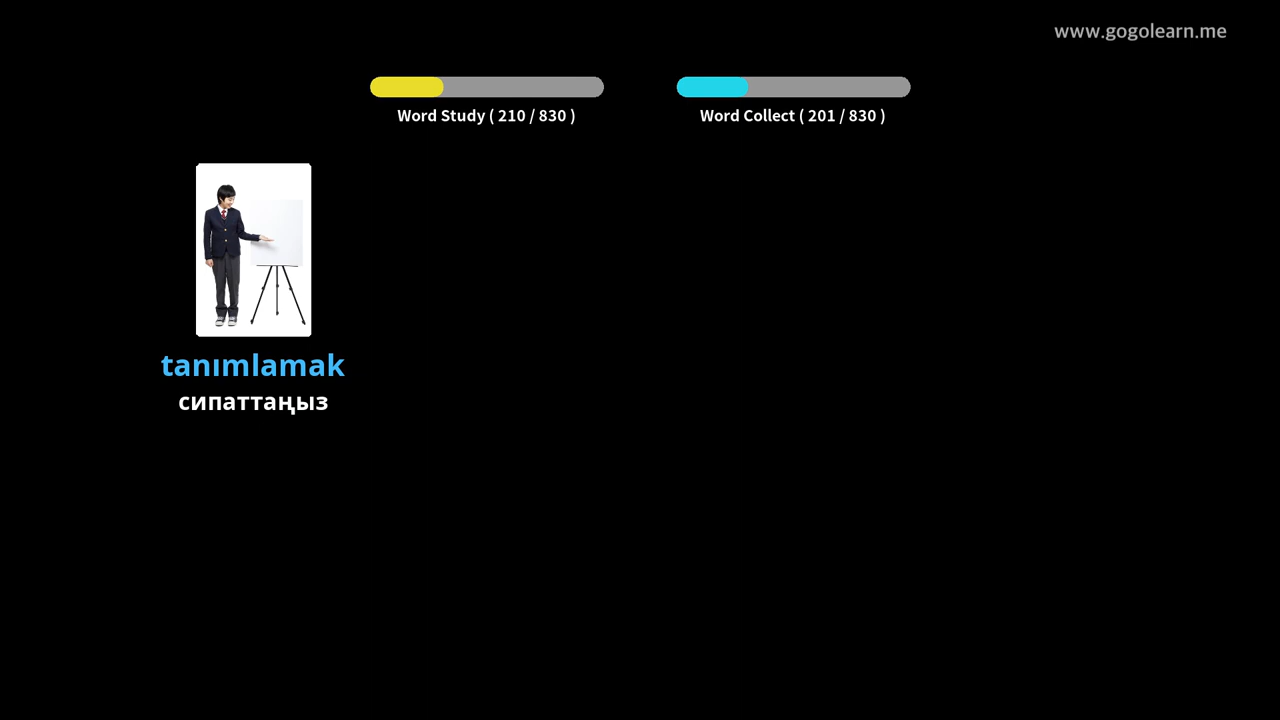 www.gogolearn.me
Word Study ( 210 / 830 )
Word Collect ( 201 / 830 )
tanımlamak
сипаттаңыз